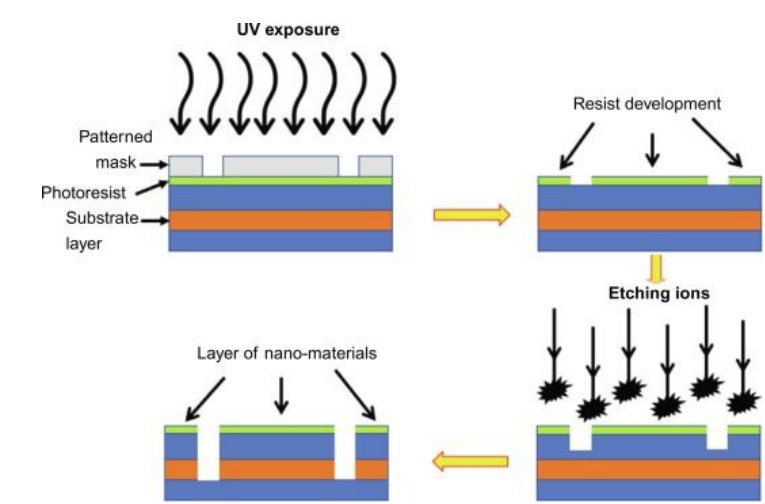 UV exposure
Patterned
mask
Photoresist
Substrate
layer
Resist development
Etching ions
Layer of nano-materials